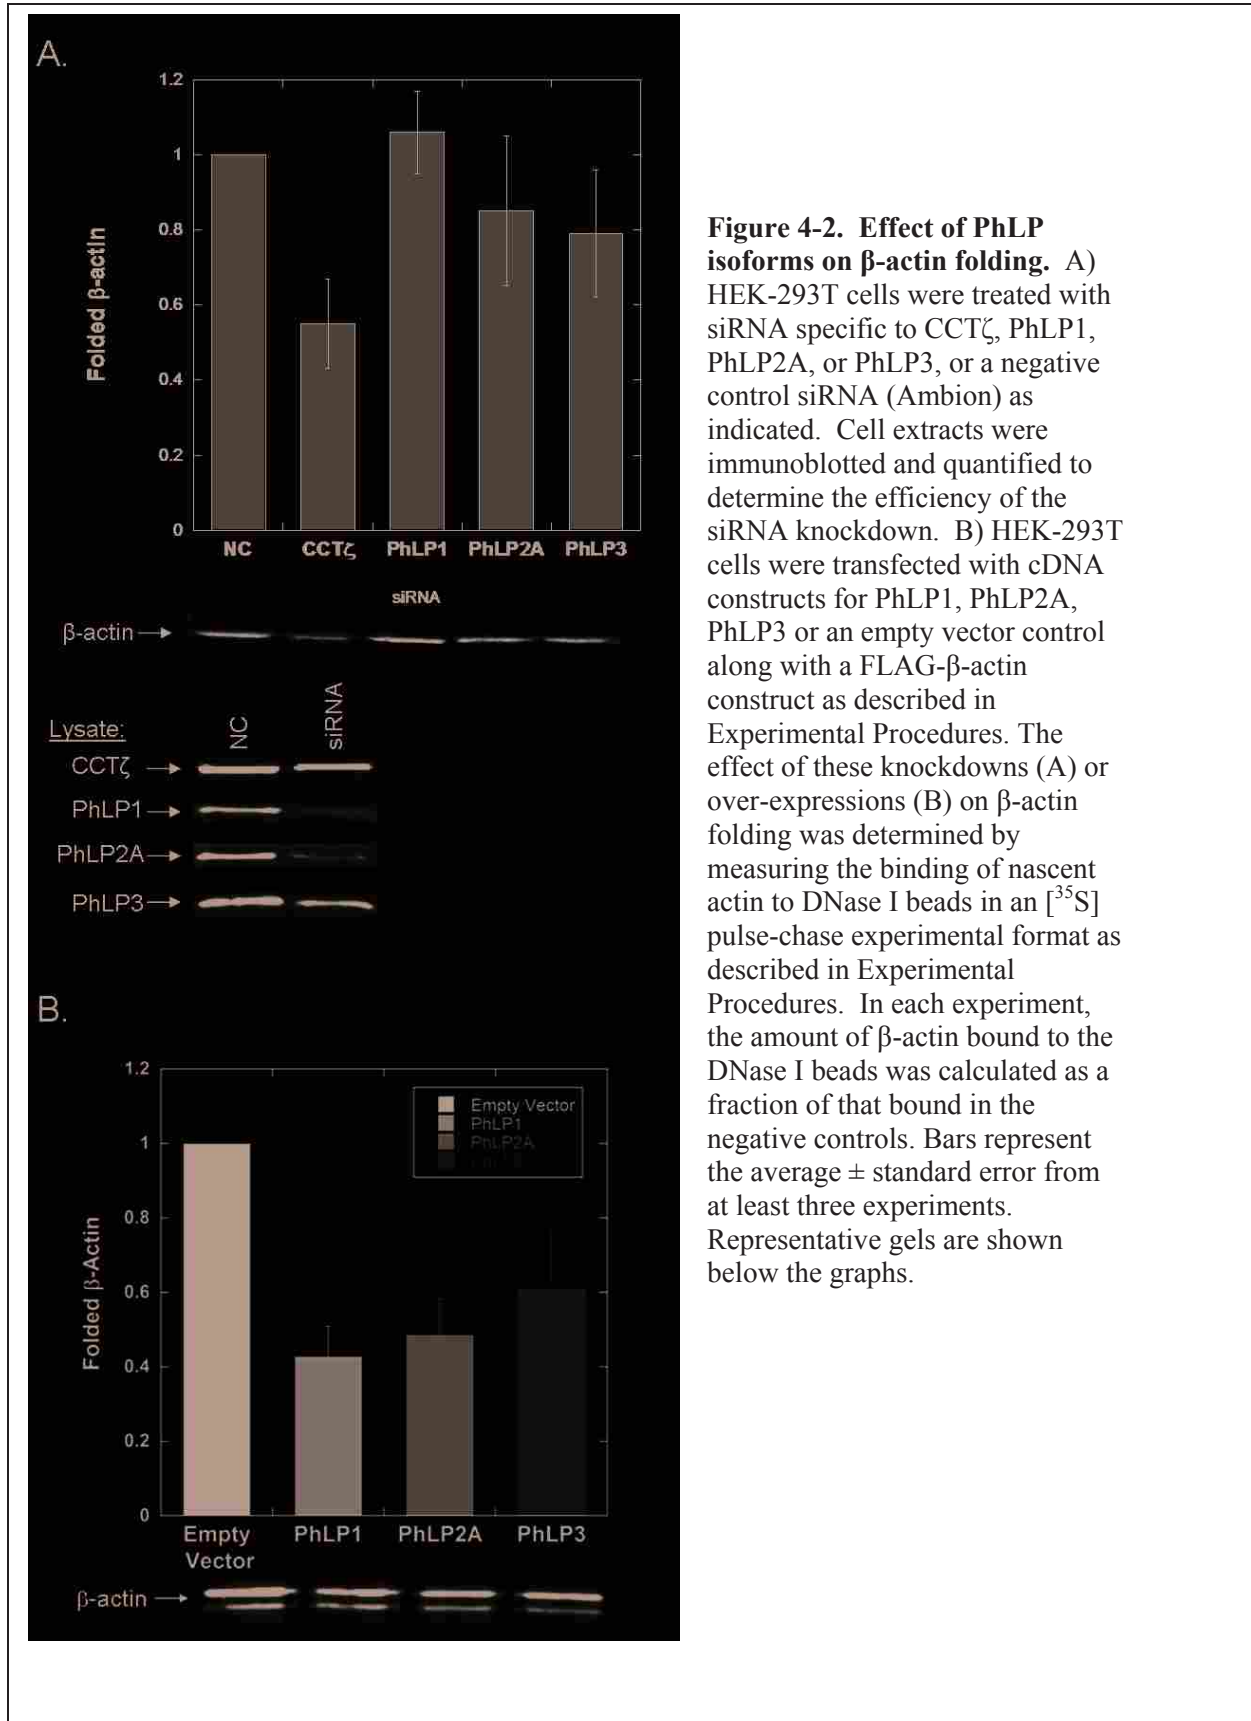 A.
1.2
1
0.8
0.6
0.4
0.2
0
Folded β-actin
NC CCTζ PhLP1 PhLP2A PhLP3
siRNA
β-actin
Lysate:
NC siRNA
CCTζ
PhLP1
PhLP2A
PhLP3
B.
1.2
1
0.8
0.6
0.4
0.2
0
Folded β-Actin
Empty Vector
PhLP1
PhLP2A
Empty PhLP1 PhLP2A PhLP3
Vector
β-actin
Figure 4-2. Effect of PhLP
isoforms on β-actin folding. A)
HEK-293T cells were treated with
siRNA specific to CCTζ, PhLP1,
PhLP2A, or PhLP3, or a negative
control siRNA (Ambion) as
indicated. Cell extracts were
immunoblotted and quantified to
determine the efficiency of the
siRNA knockdown. B) HEK-293T
cells were transfected with cDNA
constructs for PhLP1, PhLP2A,
PhLP3 or an empty vector control
along with a FLAG-β-actin
construct as described in
Experimental Procedures. The
effect of these knockdowns (A) or
over-expressions (B) on β-actin
folding was determined by
measuring the binding of nascent
actin to DNase I beads in an [³⁵S]
pulse-chase experimental format as
described in Experimental
Procedures. In each experiment,
the amount of β-actin bound to the
DNase I beads was calculated as a
fraction of that bound in the
negative controls. Bars represent
the average ± standard error from
at least three experiments.
Representative gels are shown
below the graphs.